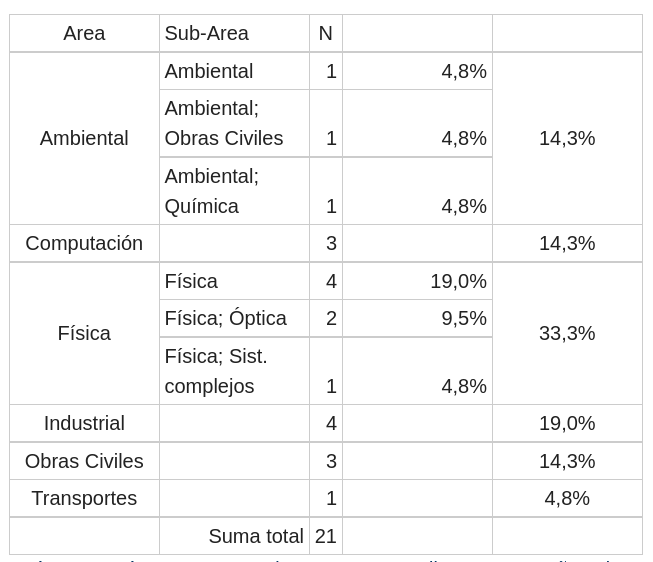 Area Sub-Area N
Ambiental 1 4,8%
Ambiental;
Ambiental Obras Civiles 1 4,8% 14,3%
Ambiental;
Química 1 4,8%
Computación 3 14,3%
Física 4 19,0%
Física; Óptica 2 9,5%
Física 33,3%
Física; Sist.
complejos 1 4,8%
Industrial 4 19,0%
Obras Civiles 3 14,3%
Transportes 1 4,8%
Suma total 21